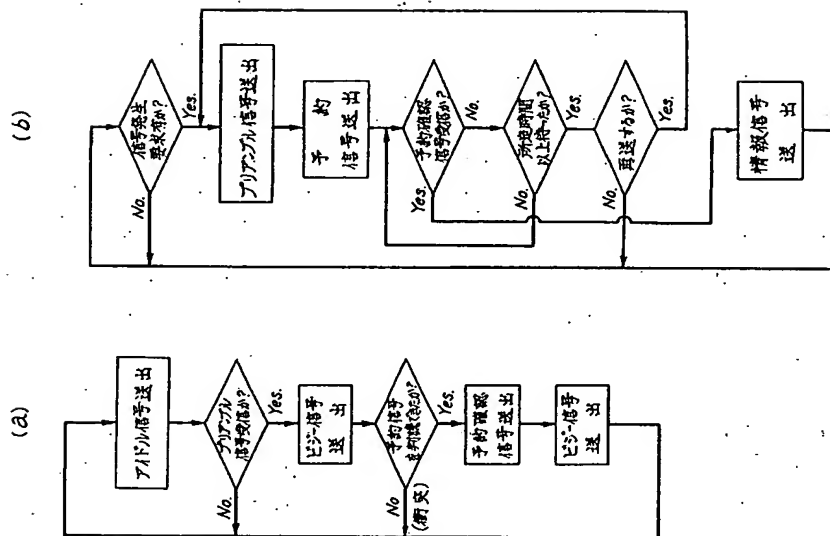 (a)
アイドル信号送出
プリアンブル
信号受信か?
No.
Yes.
ビジー信号
送 出
予約信号
を判読できたか?
No
(衝突)
Yes.
予約確認
信号送出
ビジー信号
送 出
(b)
信号発生
要求有か?
No.
Yes.
プリアンブル信号送出
予 約
信号送出
予約確認
信号受信か?
Yes.
No.
所定時間
以上待ったか?
No.
Yes.
再送するか?
No.
Yes.
情報信号
送 出